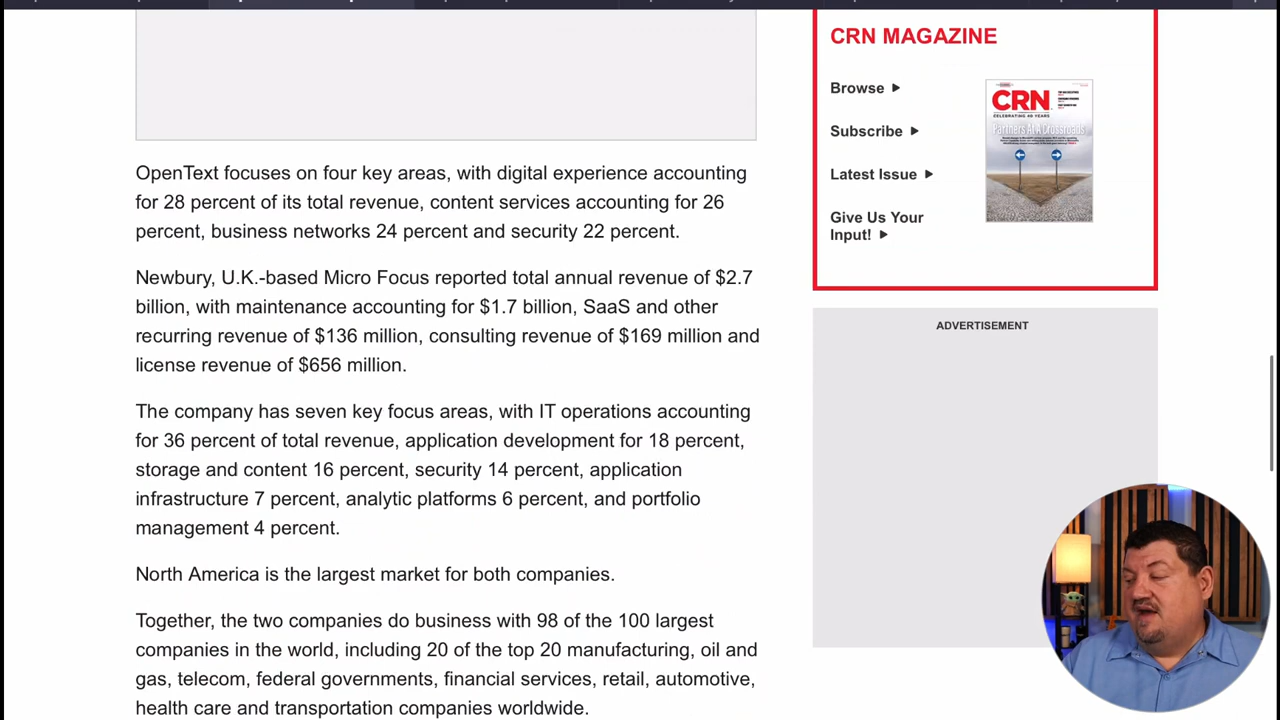 OpenText focuses on four key areas, with digital experience accounting
for 28 percent of its total revenue, content services accounting for 26
percent, business networks 24 percent and security 22 percent.
Newbury, U.K.-based Micro Focus reported total annual revenue of $2.7
billion, with maintenance accounting for $1.7 billion, SaaS and other
recurring revenue of $136 million, consulting revenue of $169 million and
license revenue of $656 million.
The company has seven key focus areas, with IT operations accounting
for 36 percent of total revenue, application development for 18 percent,
storage and content 16 percent, security 14 percent, application
infrastructure 7 percent, analytic platforms 6 percent, and portfolio
management 4 percent.
North America is the largest market for both companies.
Together, the two companies do business with 98 of the 100 largest
companies in the world, including 20 of the top 20 manufacturing, oil and
gas, telecom, federal governments, financial services, retail, automotive,
health care and transportation companies worldwide.
CRN MAGAZINE
Browse
Subscribe
Latest Issue
Give Us Your
Input!
CRN
CELEBRATING 40 YEARS
Partners At A Crossroads
ADVERTISEMENT